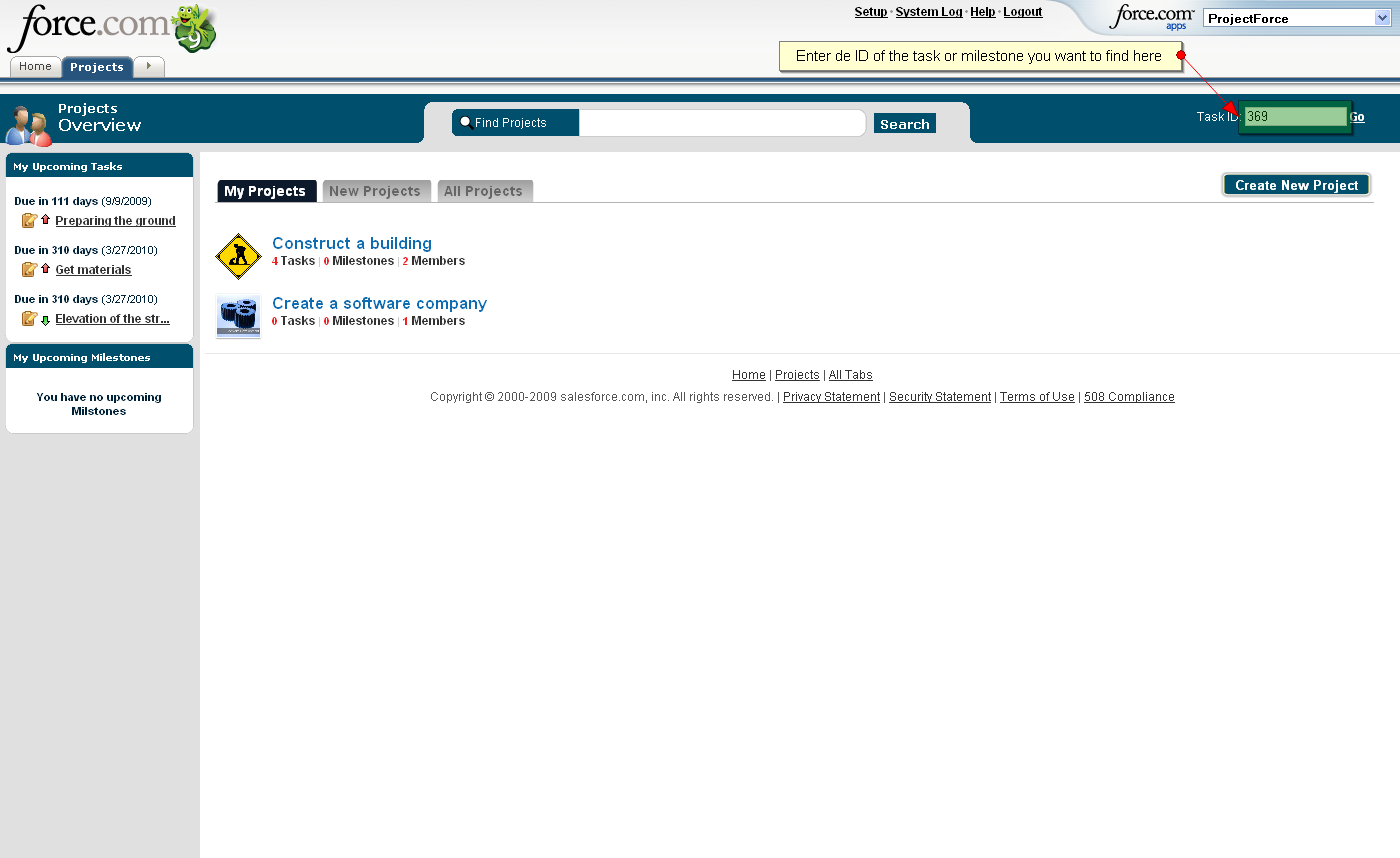 force.com 9
Setup · System Log · Help · Logout
force.com apps
ProjectForce
Enter de ID of the task or milestone you want to find here
Home Projects
Projects
Overview
Find Projects
Search
Task ID: 369 Go
My Upcoming Tasks
Due in 111 days (9/9/2009)
Preparing the ground
Due in 310 days (3/27/2010)
Get materials
Due in 310 days (3/27/2010)
Elevation of the str...
My Upcoming Milestones
You have no upcoming
Milstones
My Projects New Projects All Projects
Create New Project
Construct a building
4 Tasks | 0 Milestones | 2 Members
Create a software company
0 Tasks | 0 Milestones | 1 Members
Home | Projects | All Tabs
Copyright © 2000-2009 salesforce.com, inc. All rights reserved. | Privacy Statement | Security Statement | Terms of Use | 508 Compliance